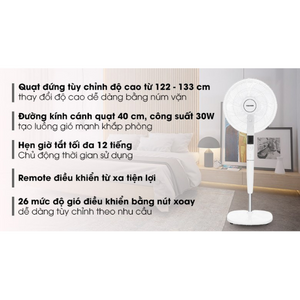 Quạt đứng tùy chỉnh độ cao từ 122 - 133 cm
thay đổi độ cao dễ dàng bằng núm vặn
Đường kính cánh quạt 40 cm, công suất 30W
tạo luồng gió mạnh khắp phòng
Hẹn giờ tắt tối đa 12 tiếng
Chủ động thời gian sử dụng
Remote điều khiển từ xa tiện lợi
26 mức độ gió điều khiển bằng nút xoay
dễ dàng tùy chỉnh theo nhu cầu